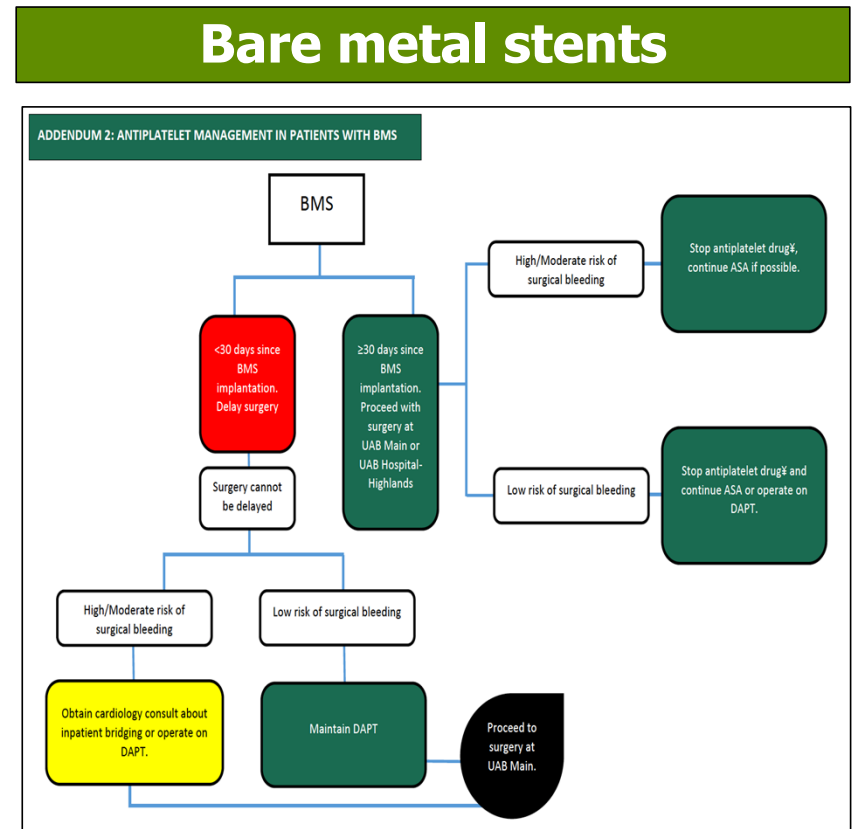 Bare metal stents
ADDENDUM 2: ANTIPLATELET MANAGEMENT IN PATIENTS WITH BMS
BMS
<30 days since
BMS
implantation.
Delay surgery
≥30 days since
BMS
implantation.
Proceed with
surgery at
UAB Main or
UAB Hospital-
Highlands
High/Moderate risk of
surgical bleeding
Stop antiplatelet drug¥,
continue ASA if possible.
Low risk of surgical bleeding
Stop antiplatelet drug¥ and
continue ASA or operate on
DAPT.
Surgery cannot
be delayed
High/Moderate risk of
surgical bleeding
Low risk of surgical bleeding
Obtain cardiology consult about
inpatient bridging or operate on
DAPT.
Maintain DAPT
Proceed to
surgery at
UAB Main.